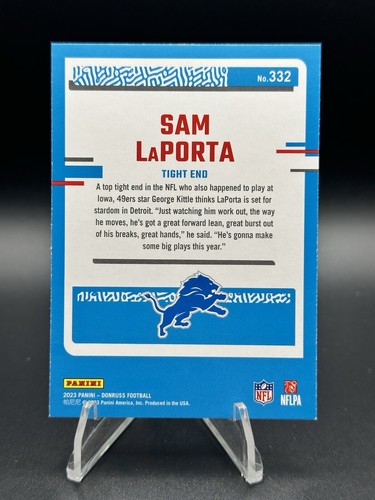 No.332
SAM
LAPORTA
TIGHT END
A top tight end in the NFL who also happened to play at
Iowa, 49ers star George Kittle thinks LaPorta is set for
stardom in Detroit. “Just watching him work out, the way
he moves, he's got a great forward lean, great burst out
of his breaks, great hands,” he said. “He's gonna make
some big plays this year.”
PANINI
2023 PANINI – DONRUSS FOOTBALL
Panini America, Inc. Produced in the USA.
NFL
NFLPA